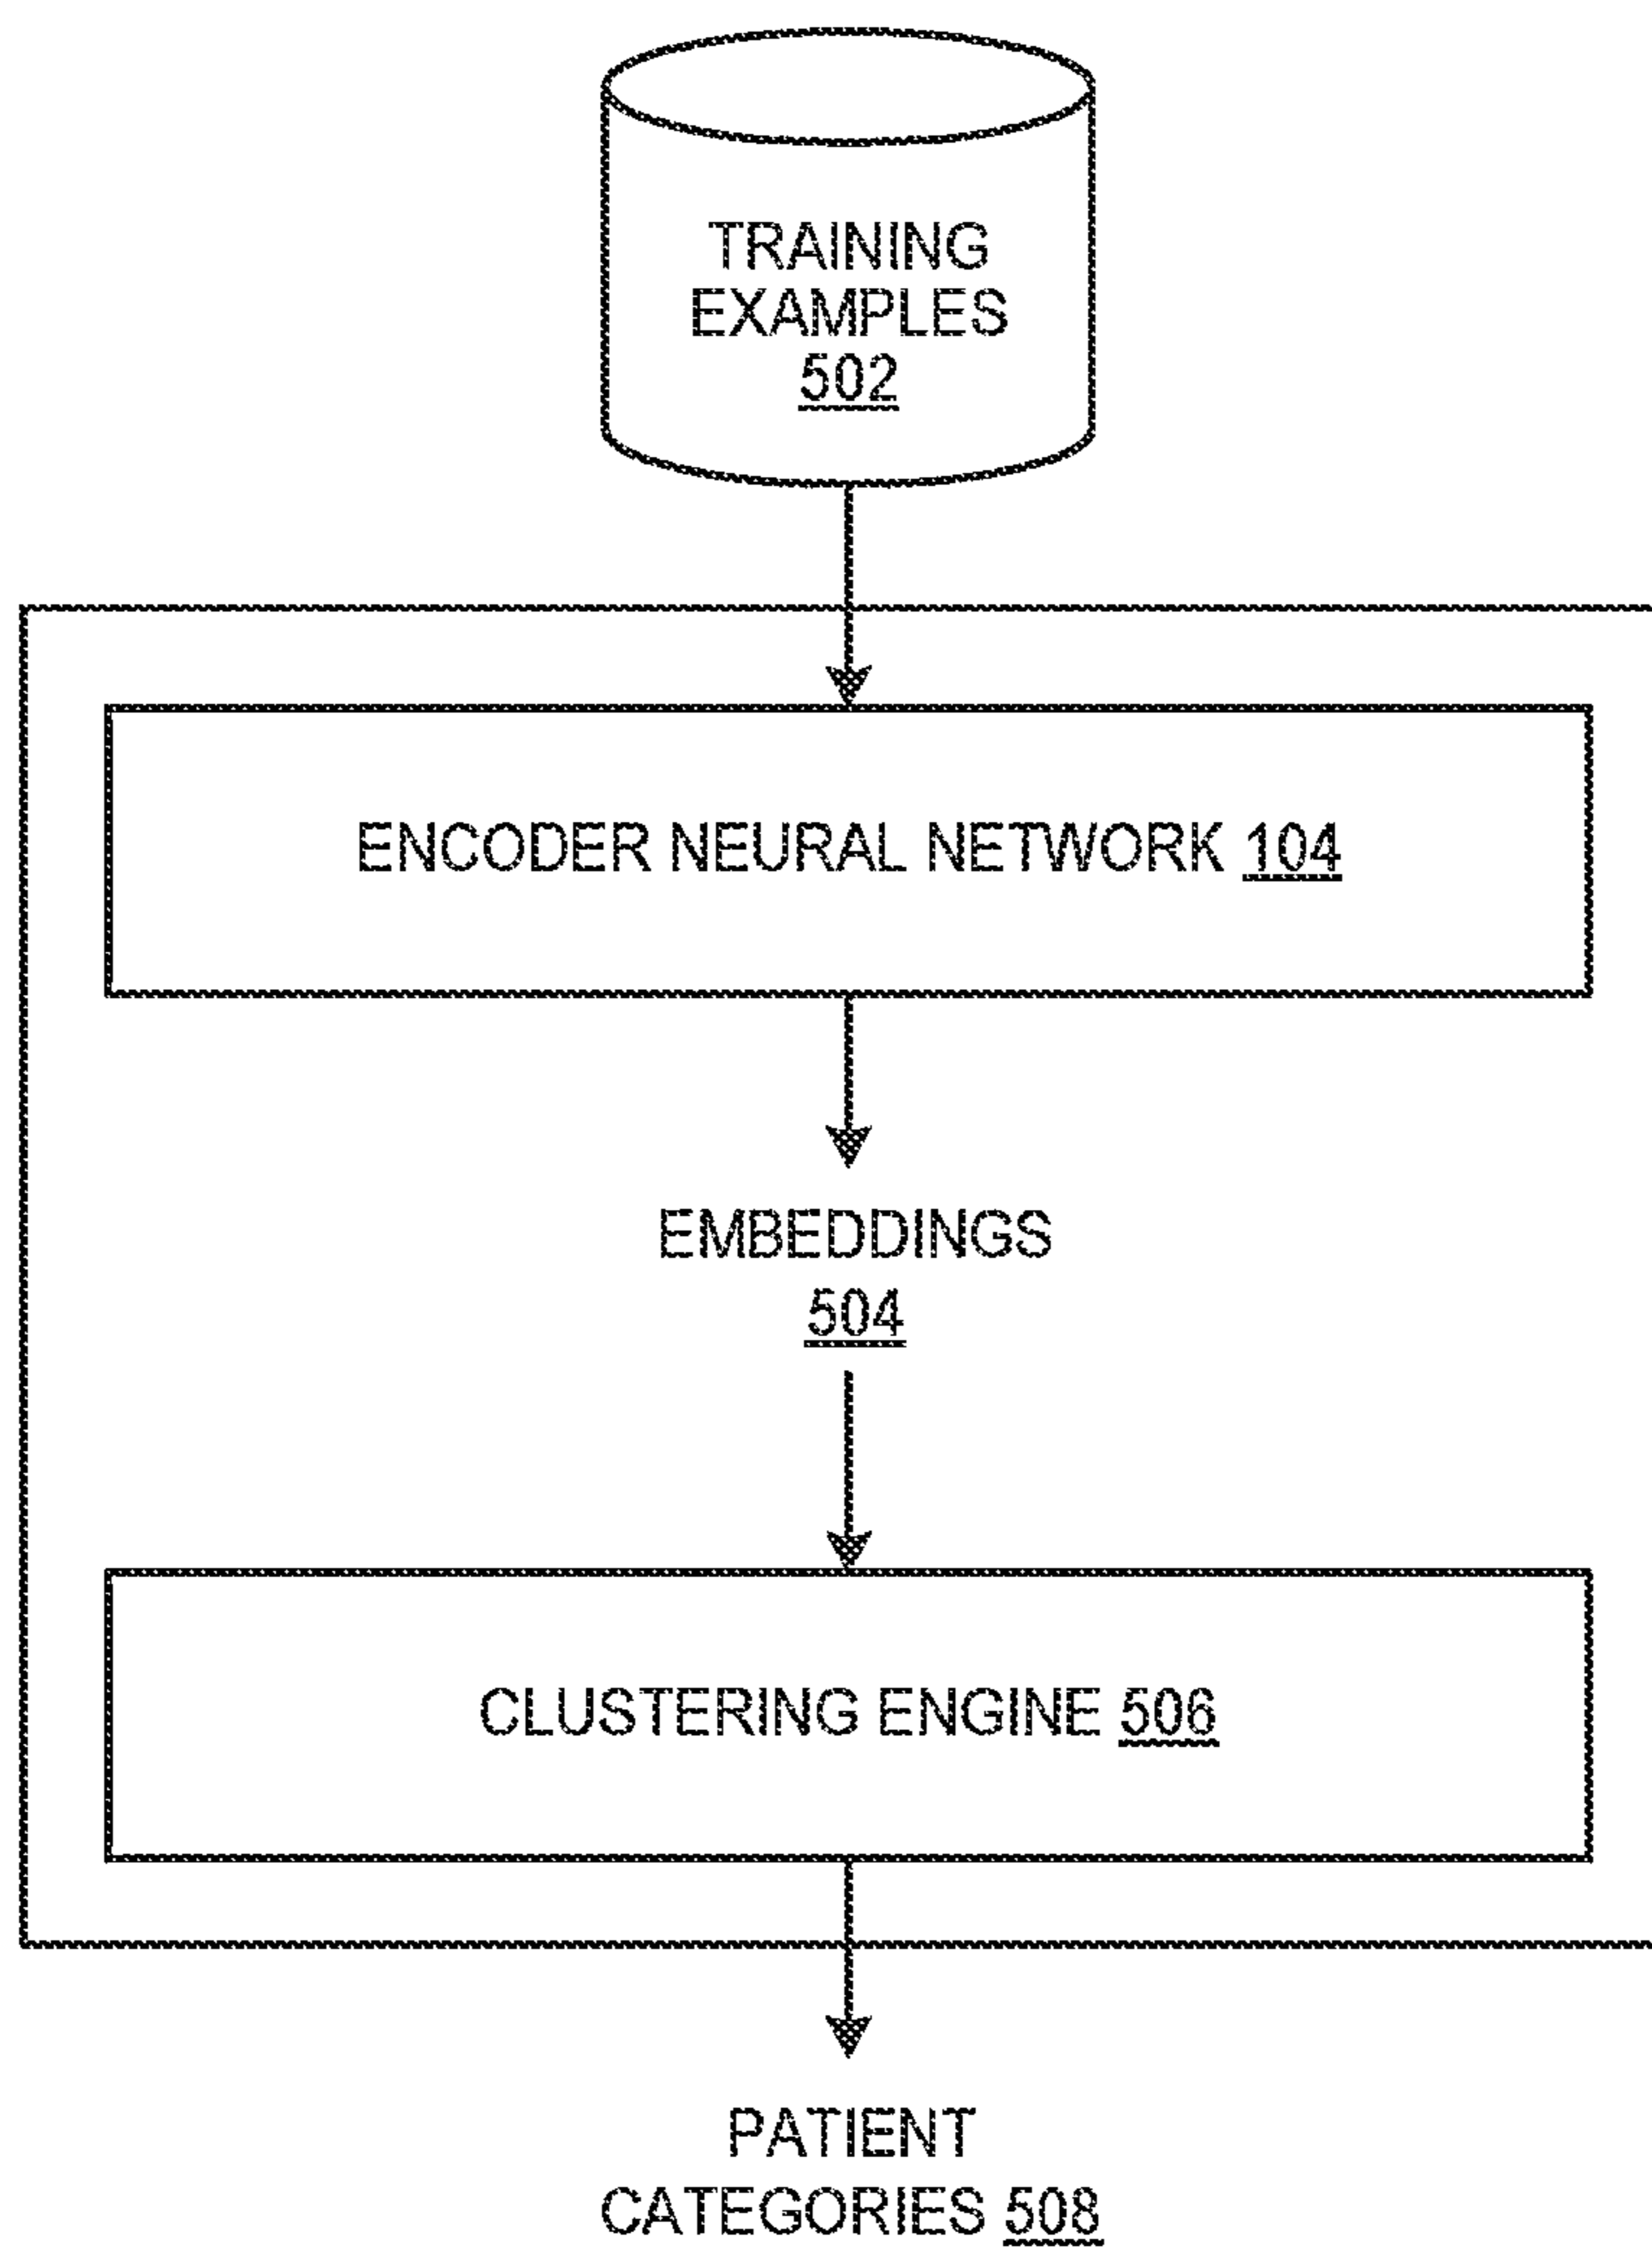 TRAINING
EXAMPLES
502
ENCODER NEURAL NETWORK 104
EMBEDDINGS
504
CLUSTERING ENGINE 506
PATIENT
CATEGORIES 508